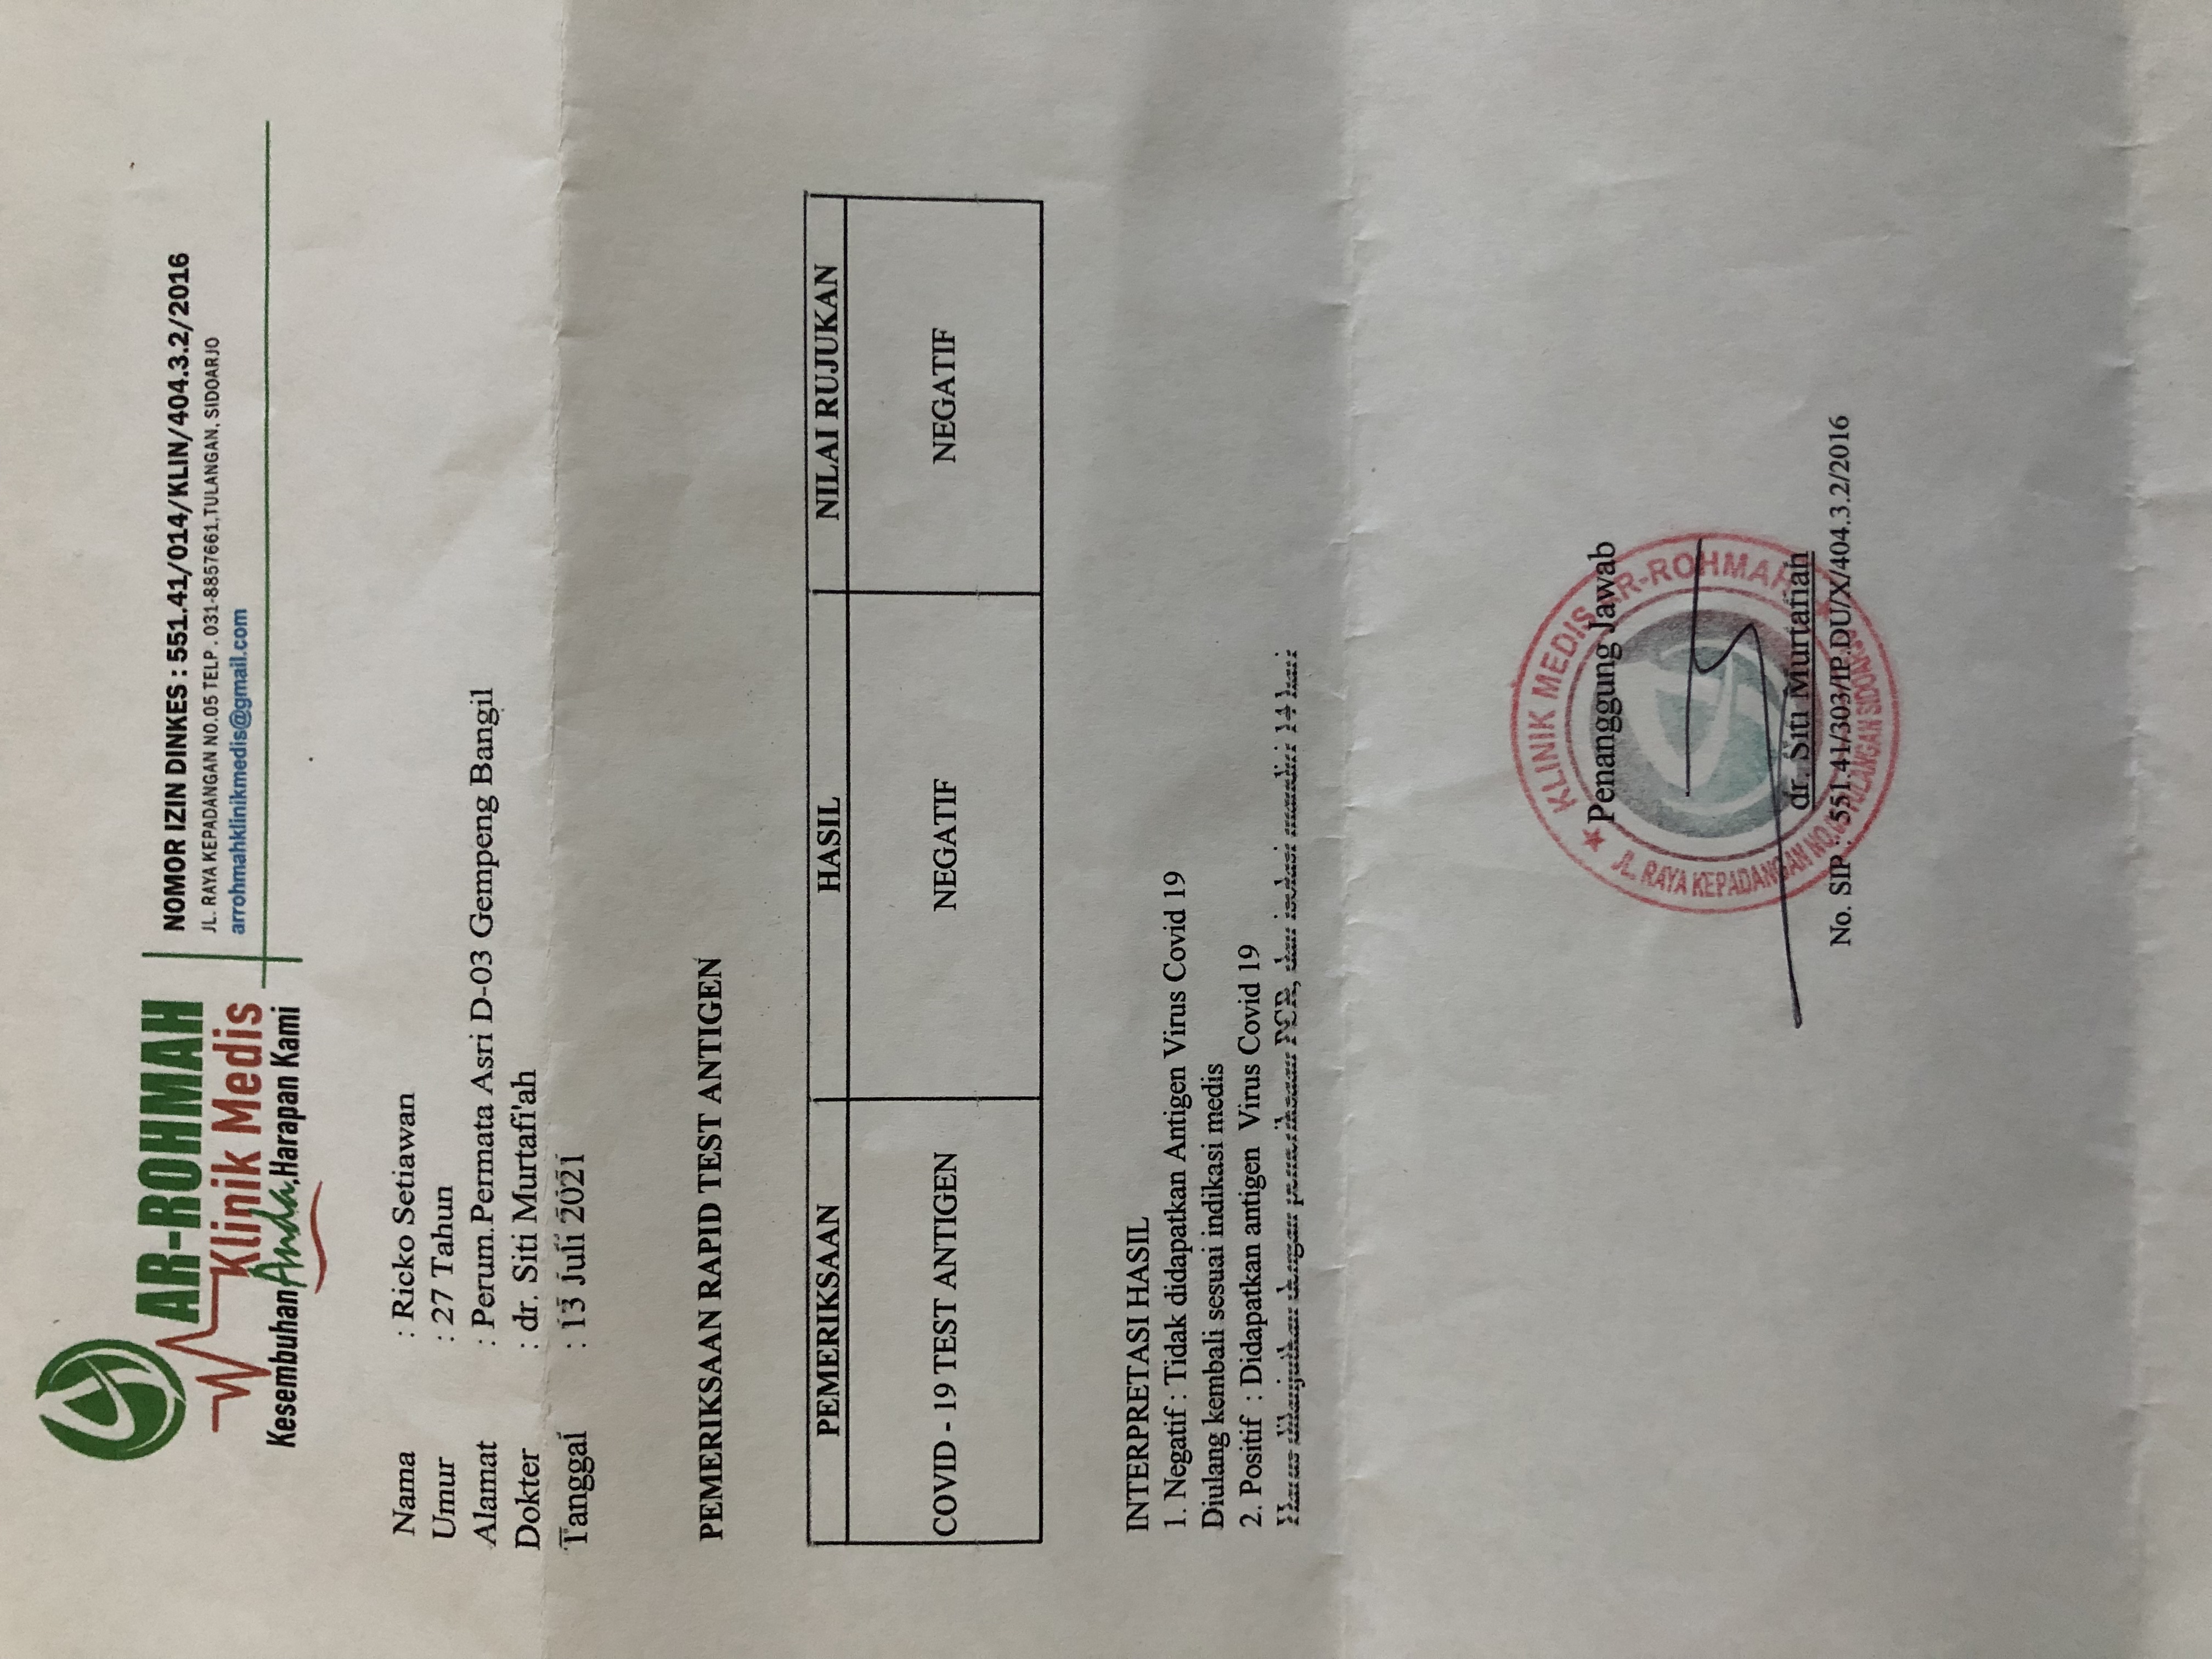 AR-ROHMAH
Klinik Medis
Kesembuhan Anda, Harapan Kami
NOMOR IZIN DINKES : 551.41/014/KLIN/404.3.2/2016
JL. RAYA KEPADANGAN NO.05 TELP . 031-8857661,TULANGAN, SIDOARJO
arrohmahklinikmedis@gmail.com
Nama : Ricko Setiawan
Umur : 27 Tahun
Alamat : Perum.Permata Asri D-03 Gempeng Bangil
Dokter : dr. Siti Murtafi'ah
Tanggal : 13 Juli 2021
PEMERIKSAAN RAPID TEST ANTIGEN
PEMERIKSAAN HASIL NILAI RUJUKAN
COVID - 19 TEST ANTIGEN NEGATIF NEGATIF
INTERPRETASI HASIL
1. Negatif : Tidak didapatkan Antigen Virus Covid 19
Diulang kembali sesuai indikasi medis
2. Positif : Didapatkan antigen Virus Covid 19
Harus dilanjutkan dengan pemeriksaan PCR, dan isolasi mandiri 14 hari
KLINIK MEDIS AR-ROHMAH
JL. RAYA KEPADANGAN NO.05 TULANGAN SIDOARJO
Penanggung Jawab
dr. Siti Murtafiah
No. SIP : 551.41/303/IP.DU/X/404.3.2/2016